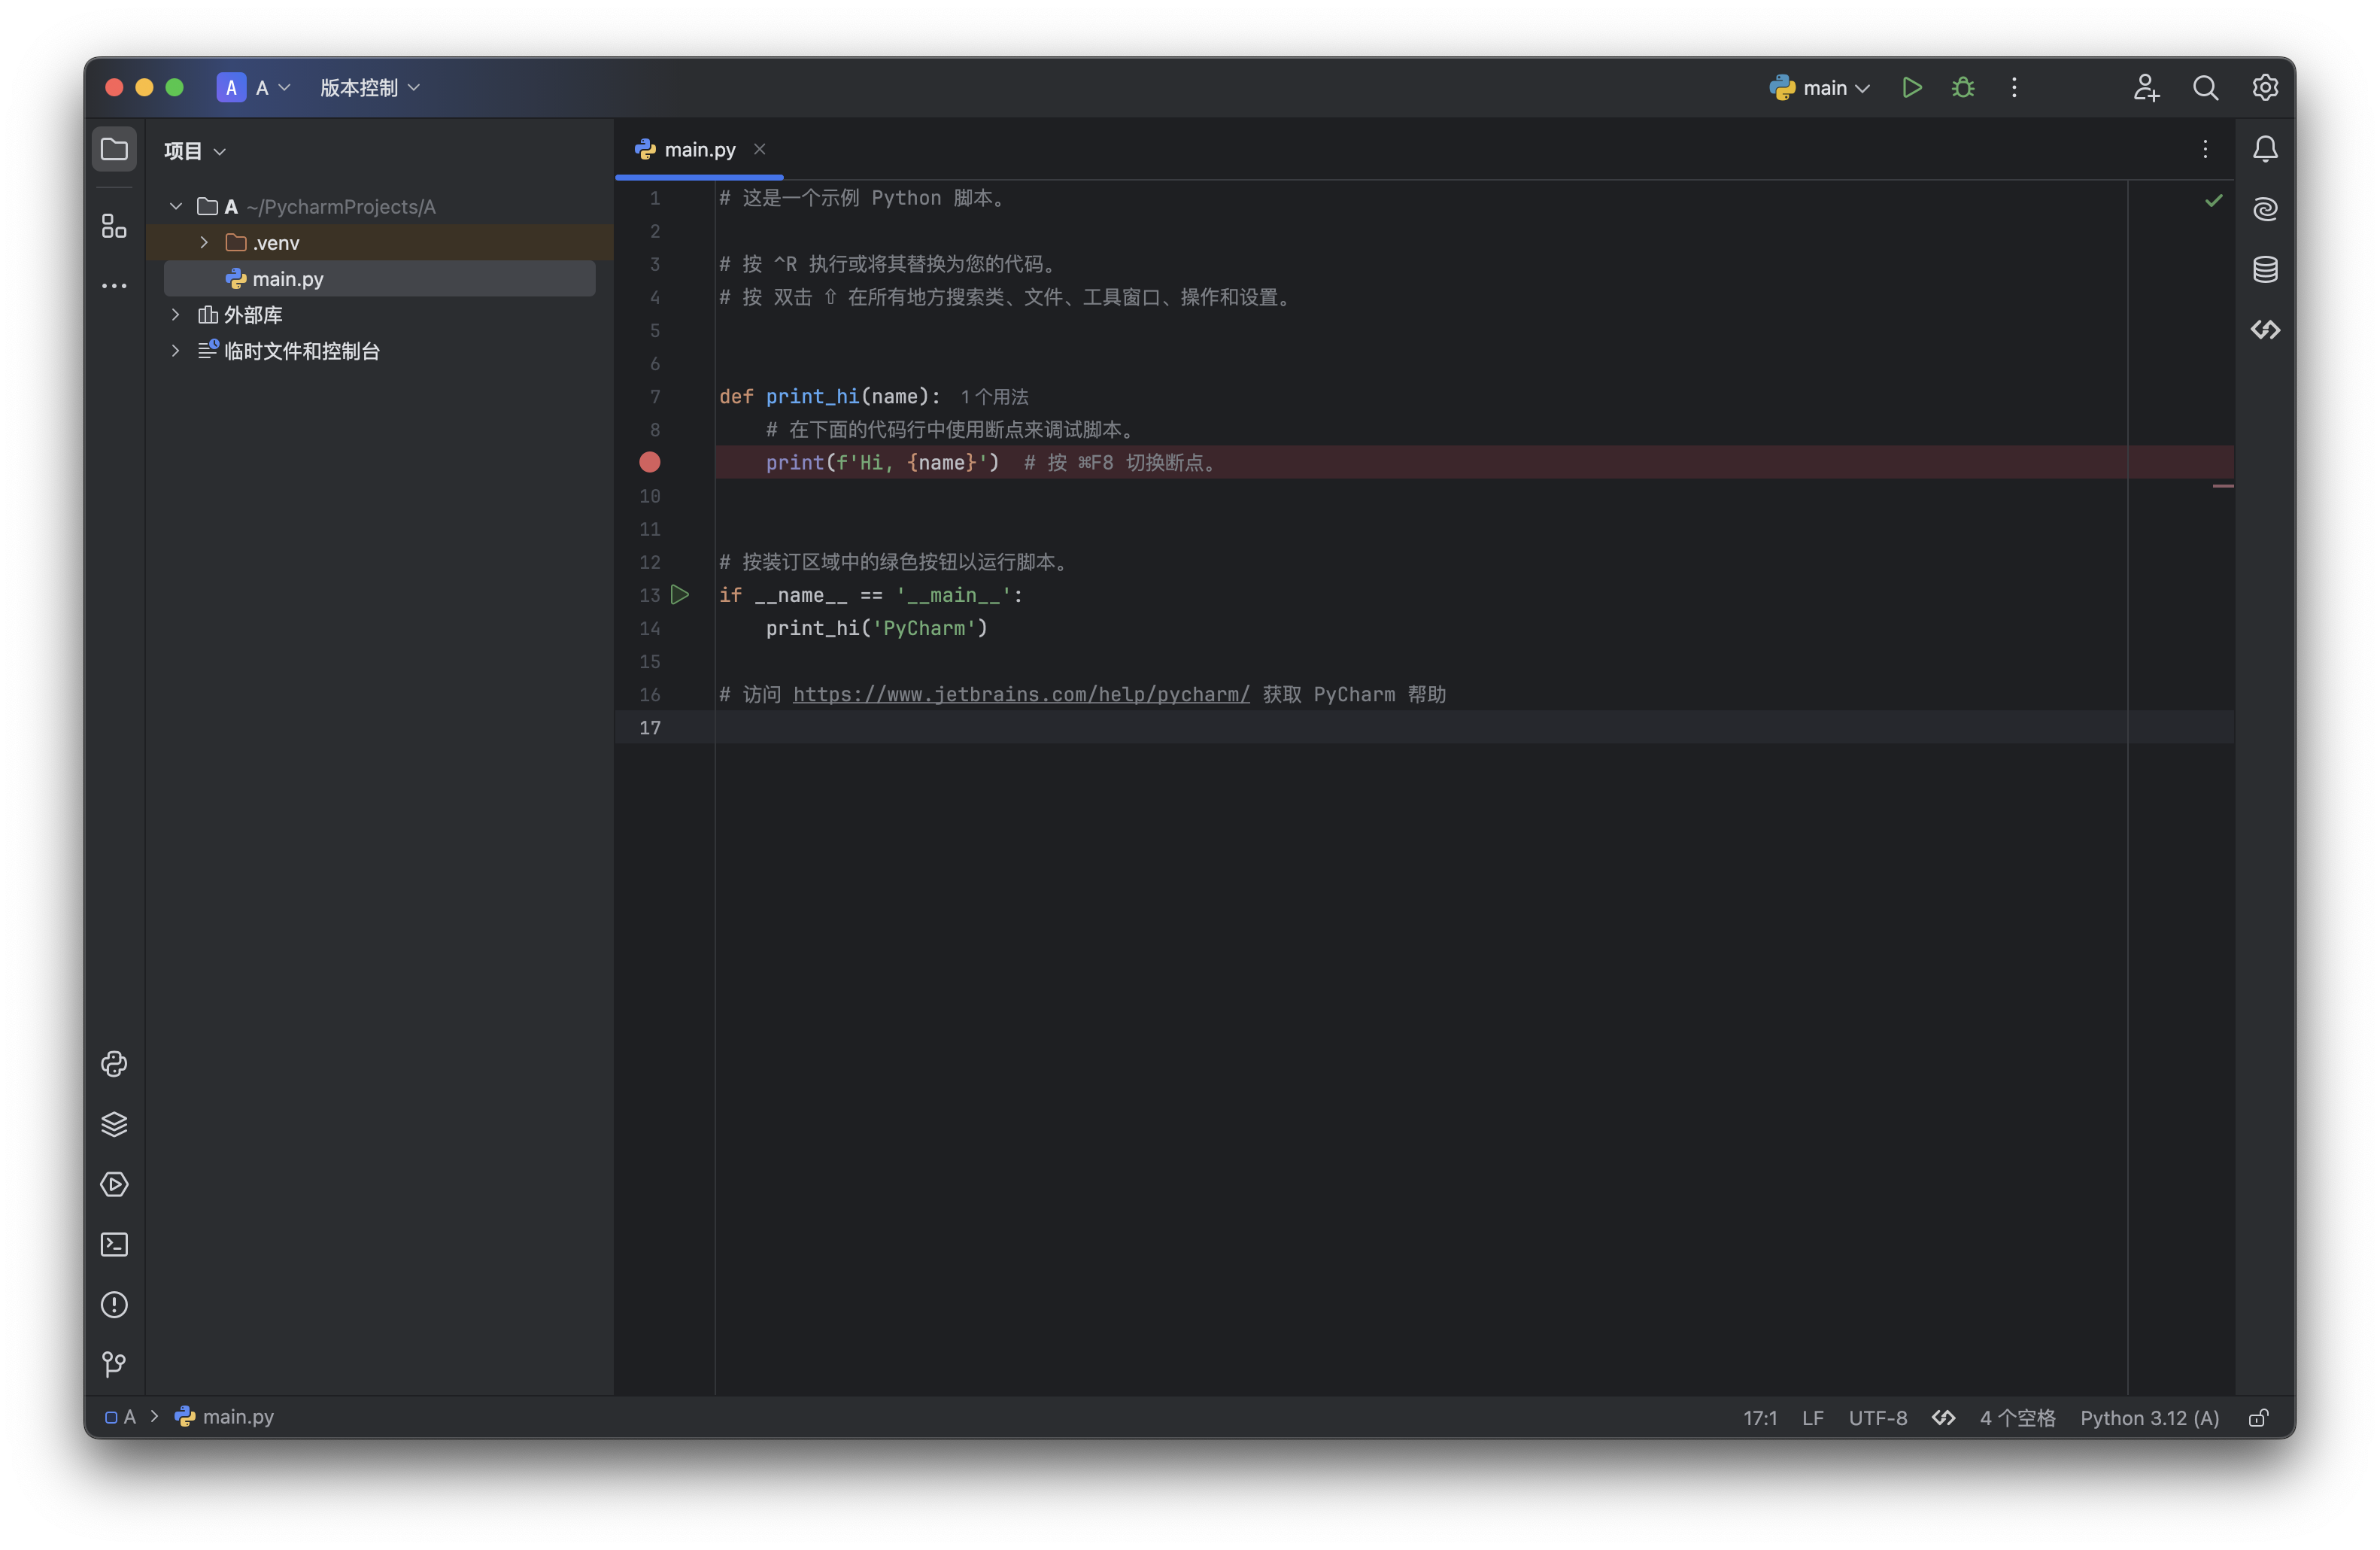 A A 版本控制 main
项目
main.py
A ~/PycharmProjects/A
.venv
main.py
外部库
临时文件和控制台
1 # 这是一个示例 Python 脚本。
2
3 # 按 ^R 执行或将其替换为您的代码。
4 # 按 双击 ⇧ 在所有地方搜索类、文件、工具窗口、操作和设置。
5
6
7 def print_hi(name): 1个用法
8 # 在下面的代码行中使用断点来调试脚本。
print(f'Hi, {name}') # 按 ⌘F8 切换断点。
10
11
12 # 按装订区域中的绿色按钮以运行脚本。
13 if __name__ == '__main__':
14 print_hi('PyCharm')
15
16 # 访问 https://www.jetbrains.com/help/pycharm/ 获取 PyCharm 帮助
17
A > main.py 17:1 LF UTF-8 4 个空格 Python 3.12 (A)